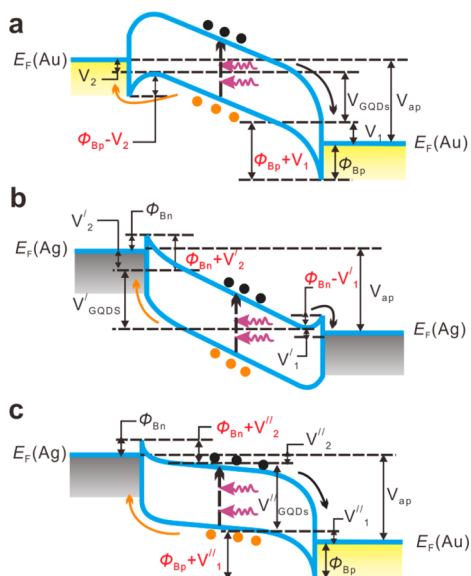 a
E_F(Au)
V_2
Φ_Bp-V_2
V_GQDs
V_ap
V_1
E_F(Au)
Φ_Bp+V_1
Φ_Bp
b
V^/_2
Φ_Bn
E_F(Ag)
Φ_Bn+V^/_2
Φ_Bn-V^/_1
V_ap
V^/_GQDS
E_F(Ag)
V^/_1
c
Φ_Bn
Φ_Bn+V^//_2
V^//_2
E_F(Ag)
V^//_GQDs
V_ap
V^//_1
E_F(Au)
Φ_Bp+V^//_1
Φ_Bp